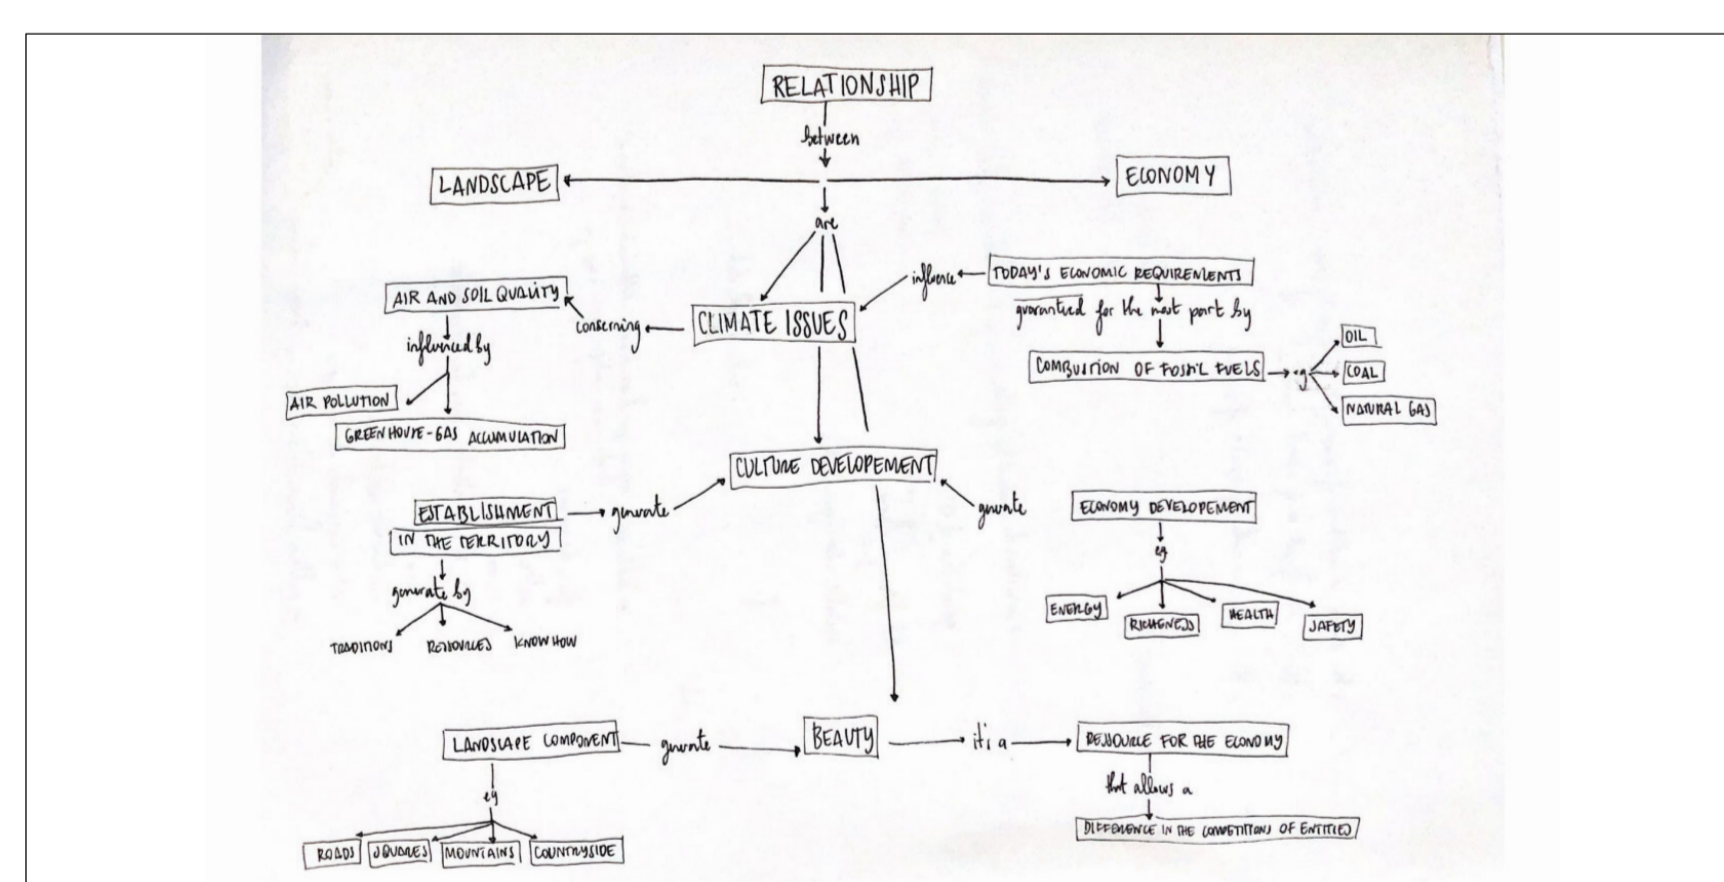 RELATIONSHIP
between
LANDSCAPE
ECONOMY
are
TODAY'S ECONOMIC REQUIREMENTS
influence
AIR AND SOIL QUALITY
guaranteed for the most part by
CLIMATE ISSUES
concerning
influenced by
OIL
COMBUSTION OF FOSSIL FUELS
eg
COAL
NATURAL GAS
AIR POLLUTION
GREENHOUSE-GAS ACCUMULATION
CULTURE DEVELOPEMENT
ESTABLISHMENT
IN THE TERRITORY
generate
generate
ECONOMY DEVELOPEMENT
eg
generate by
TRADITIONS
RESSOURCES
KNOW HOW
ENERGY
RICHENESS
HEALTH
SAFETY
LANDSCAPE COMPONENT
generate
BEAUTY
it's a
RESSOURCE FOR THE ECONOMY
eg
that allows a
DIFFERENCE IN THE COMPETITIONS OF ENTITIES
ROADS
SQUARES
MOUNTAINS
COUNTRYSIDE